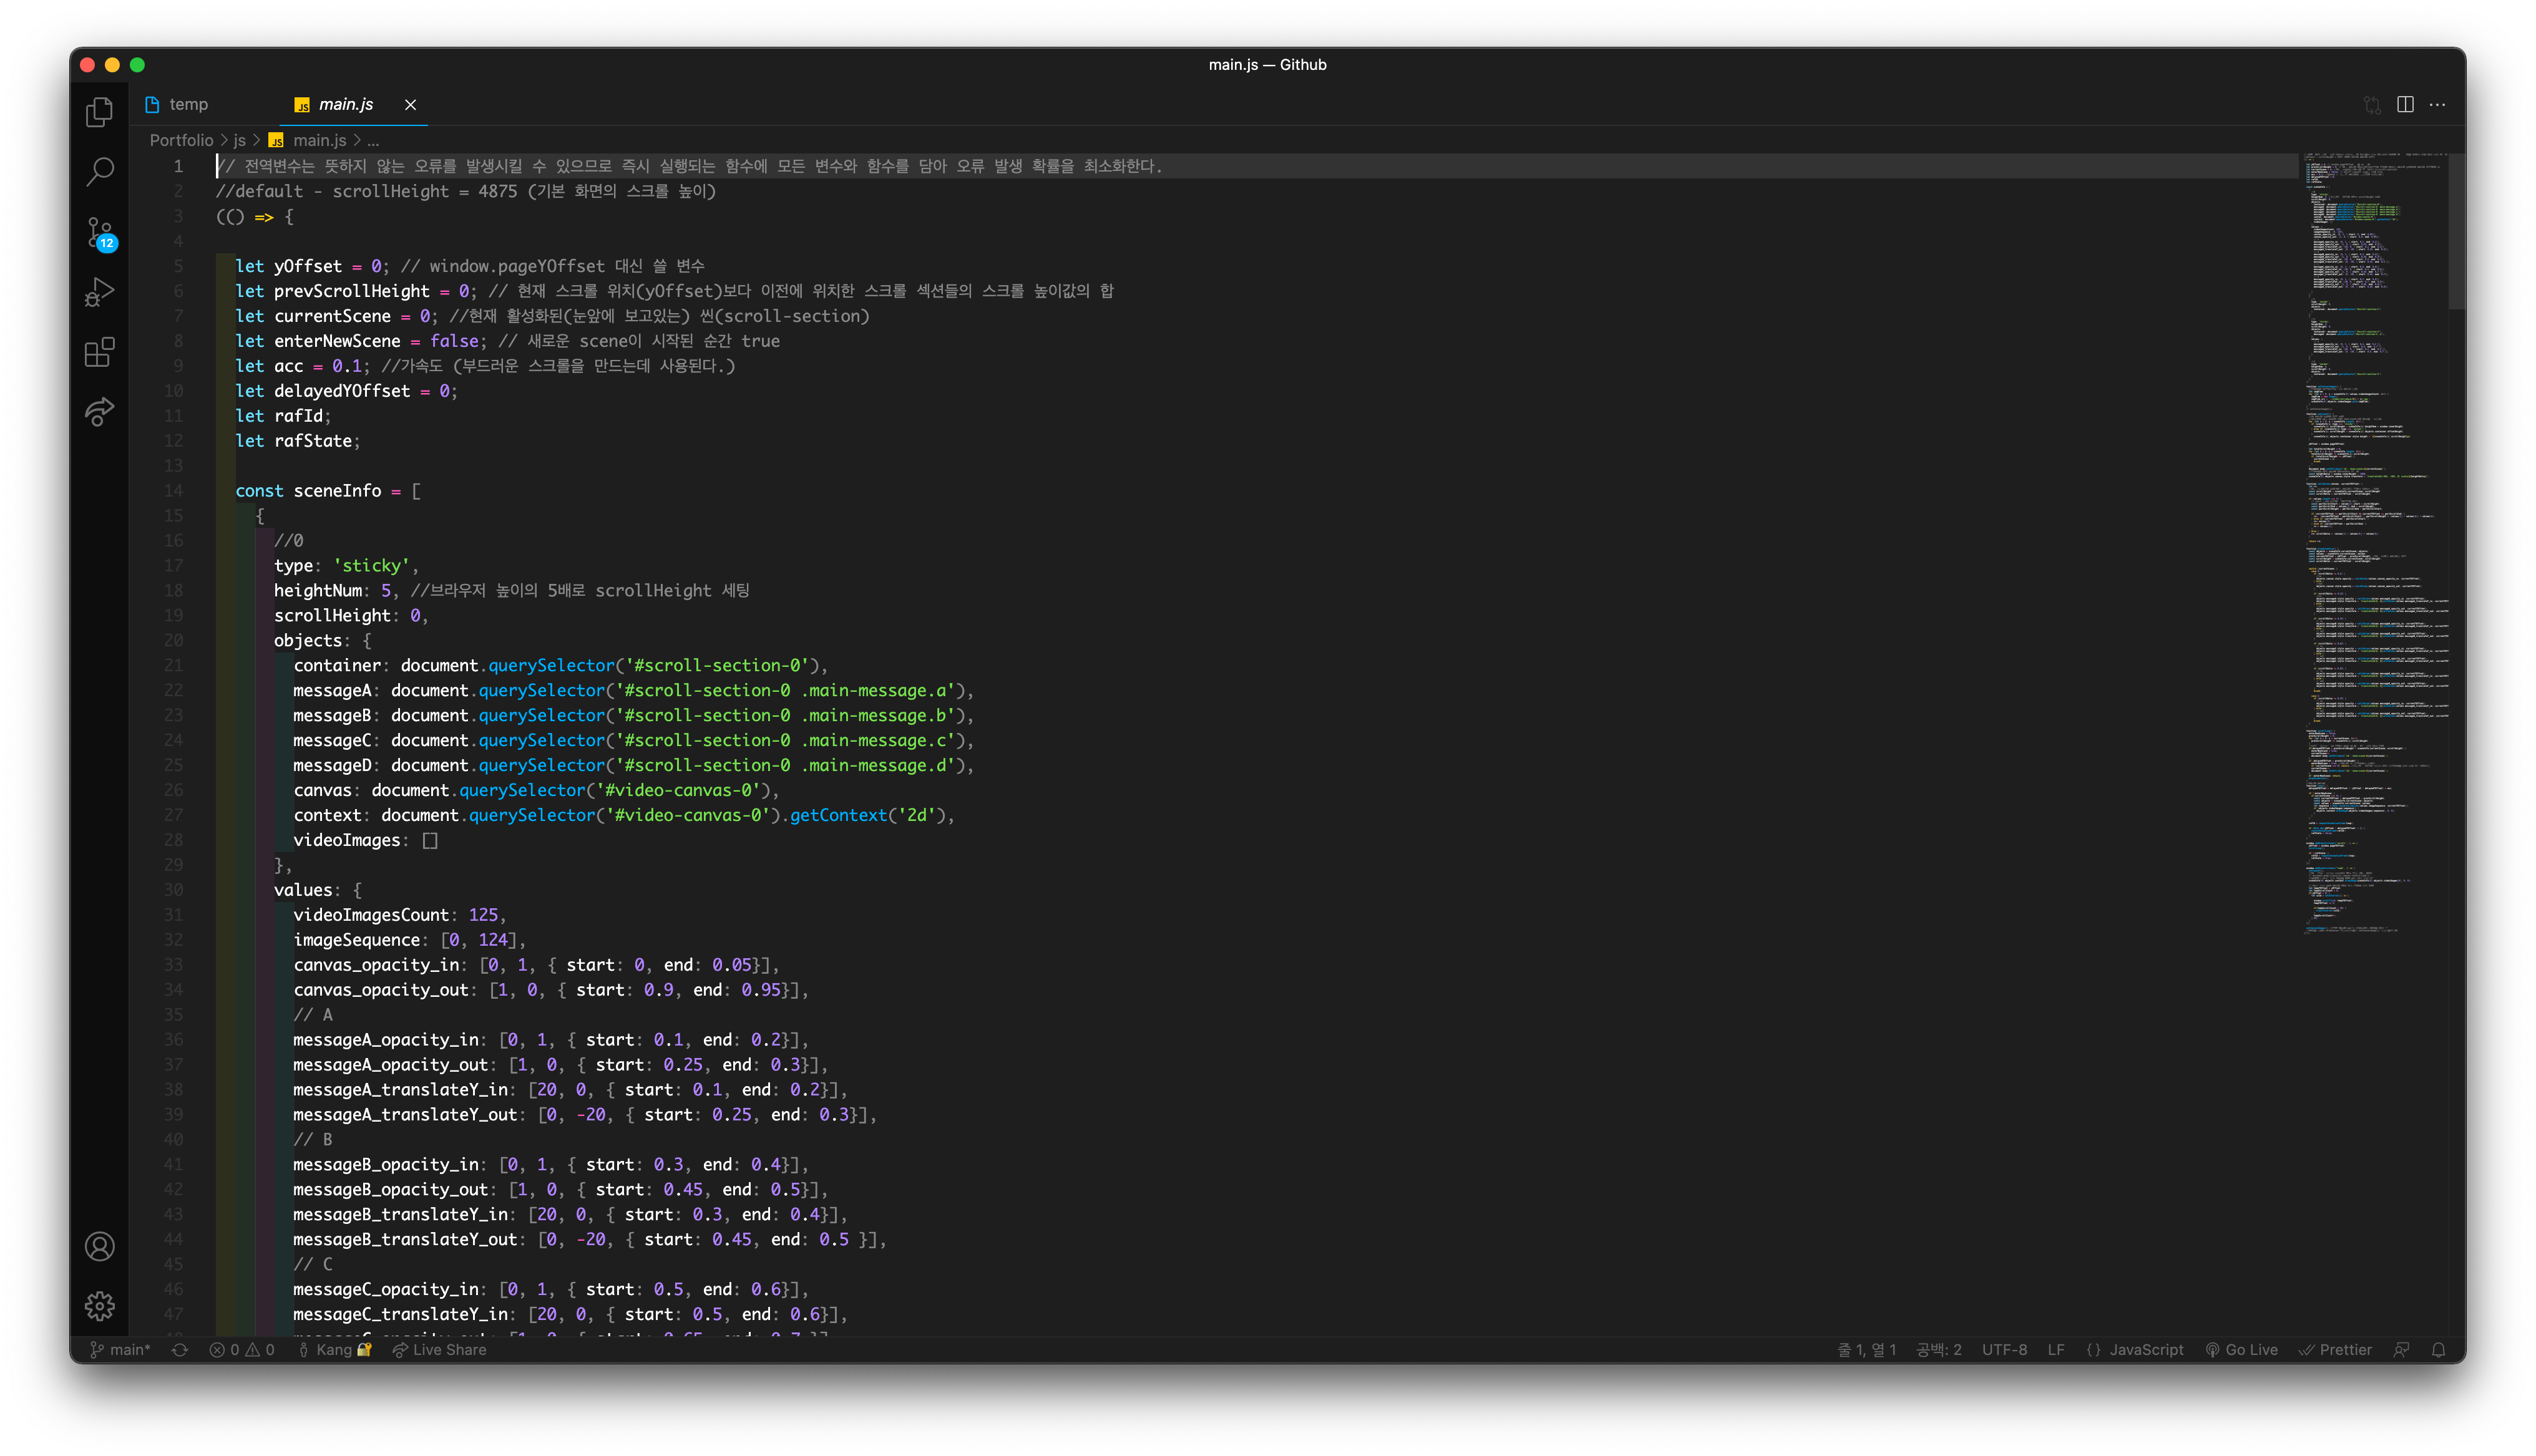 main.js — Github
temp
JS main.js
Portfolio > js > JS main.js > ...
1 // 전역변수는 뜻하지 않는 오류를 발생시킬 수 있으므로 즉시 실행되는 함수에 모든 변수와 함수를 담아 오류 발생 확률을 최소화한다.
2 //default - scrollHeight = 4875 (기본 화면의 스크롤 높이)
3 (() => {
4
5 let yOffset = 0; // window.pageYOffset 대신 쓸 변수
6 let prevScrollHeight = 0; // 현재 스크롤 위치(yOffset)보다 이전에 위치한 스크롤 섹션들의 스크롤 높이값의 합
7 let currentScene = 0; //현재 활성화된(눈앞에 보고있는) 씬(scroll-section)
8 let enterNewScene = false; // 새로운 scene이 시작된 순간 true
9 let acc = 0.1; //가속도 (부드러운 스크롤을 만드는데 사용된다.)
10 let delayedYOffset = 0;
11 let rafId;
12 let rafState;
13
14 const sceneInfo = [
15 {
16 //0
17 type: 'sticky',
18 heightNum: 5, //브라우저 높이의 5배로 scrollHeight 세팅
19 scrollHeight: 0,
20 objects: {
21 container: document.querySelector('#scroll-section-0'),
22 messageA: document.querySelector('#scroll-section-0 .main-message.a'),
23 messageB: document.querySelector('#scroll-section-0 .main-message.b'),
24 messageC: document.querySelector('#scroll-section-0 .main-message.c'),
25 messageD: document.querySelector('#scroll-section-0 .main-message.d'),
26 canvas: document.querySelector('#video-canvas-0'),
27 context: document.querySelector('#video-canvas-0').getContext('2d'),
28 videoImages: []
29 },
30 values: {
31 videoImagesCount: 125,
32 imageSequence: [0, 124],
33 canvas_opacity_in: [0, 1, { start: 0, end: 0.05}],
34 canvas_opacity_out: [1, 0, { start: 0.9, end: 0.95}],
35 // A
36 messageA_opacity_in: [0, 1, { start: 0.1, end: 0.2}],
37 messageA_opacity_out: [1, 0, { start: 0.25, end: 0.3}],
38 messageA_translateY_in: [20, 0, { start: 0.1, end: 0.2}],
39 messageA_translateY_out: [0, -20, { start: 0.25, end: 0.3}],
40 // B
41 messageB_opacity_in: [0, 1, { start: 0.3, end: 0.4}],
42 messageB_opacity_out: [1, 0, { start: 0.45, end: 0.5}],
43 messageB_translateY_in: [20, 0, { start: 0.3, end: 0.4}],
44 messageB_translateY_out: [0, -20, { start: 0.45, end: 0.5 }],
45 // C
46 messageC_opacity_in: [0, 1, { start: 0.5, end: 0.6}],
47 messageC_translateY_in: [20, 0, { start: 0.5, end: 0.6}],
12
main* 0 0 Kang Live Share 줄 1, 열 1 공백: 2 UTF-8 LF {} JavaScript Go Live Prettier